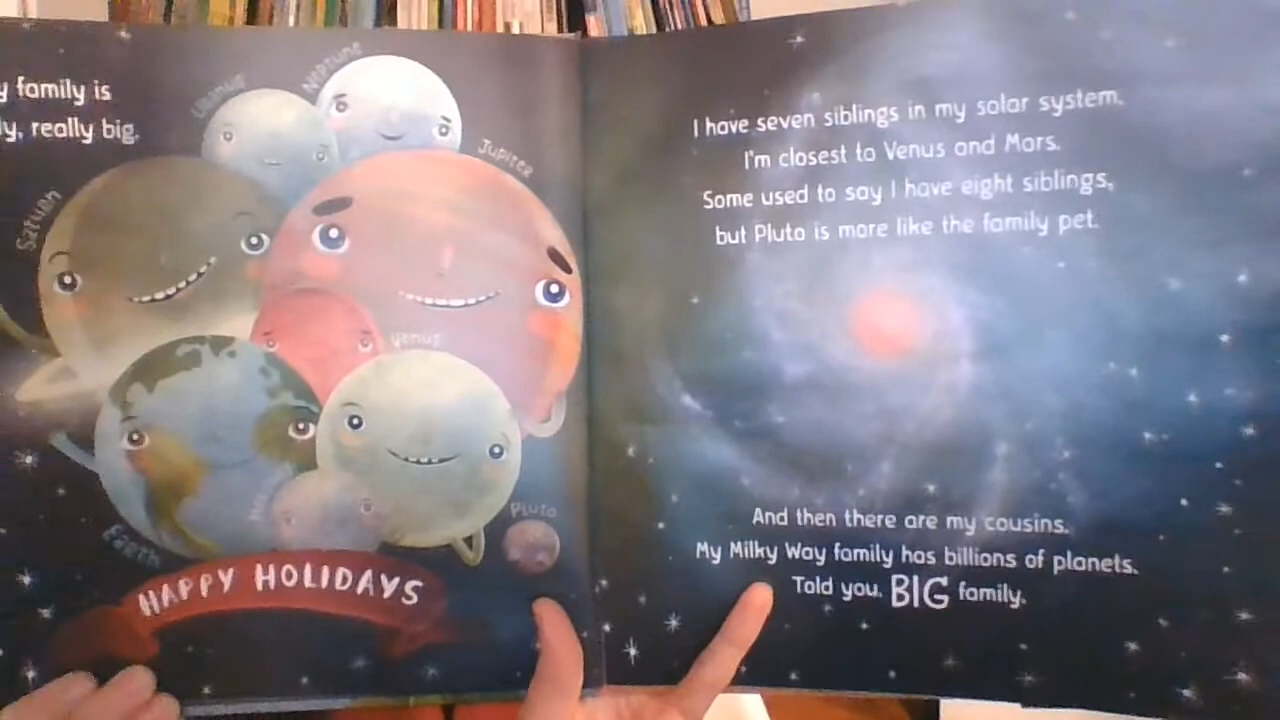 y family is
ly, really big.
Uranus
Neptune
Jupiter
Saturn
Venus
Earth
Pluto
HAPPY HOLIDAYS
I have seven siblings in my solar system.
I'm closest to Venus and Mars.
Some used to say I have eight siblings,
but Pluto is more like the family pet.
And then there are my cousins.
My Milky Way family has billions of planets.
Told you. BIG family.